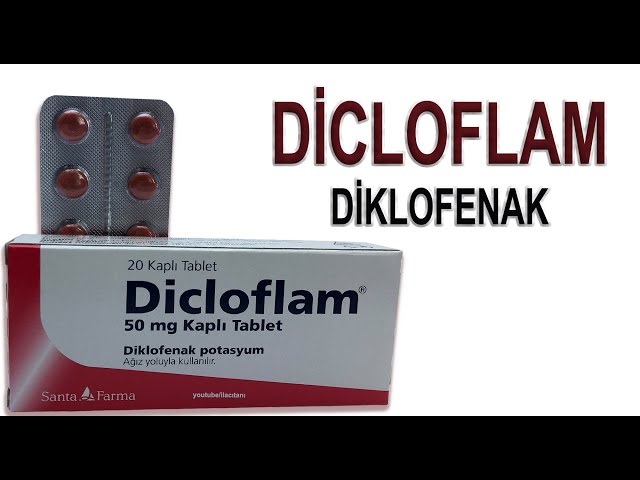 DİCLOFLAM
DİKLOFENAK
20 Kaplı Tablet
Dicloflam®
50 mg Kaplı Tablet
Diklofenak potasyum
Ağız yoluyla kullanılır.
Santa Farma
youtube/ilacıtanı